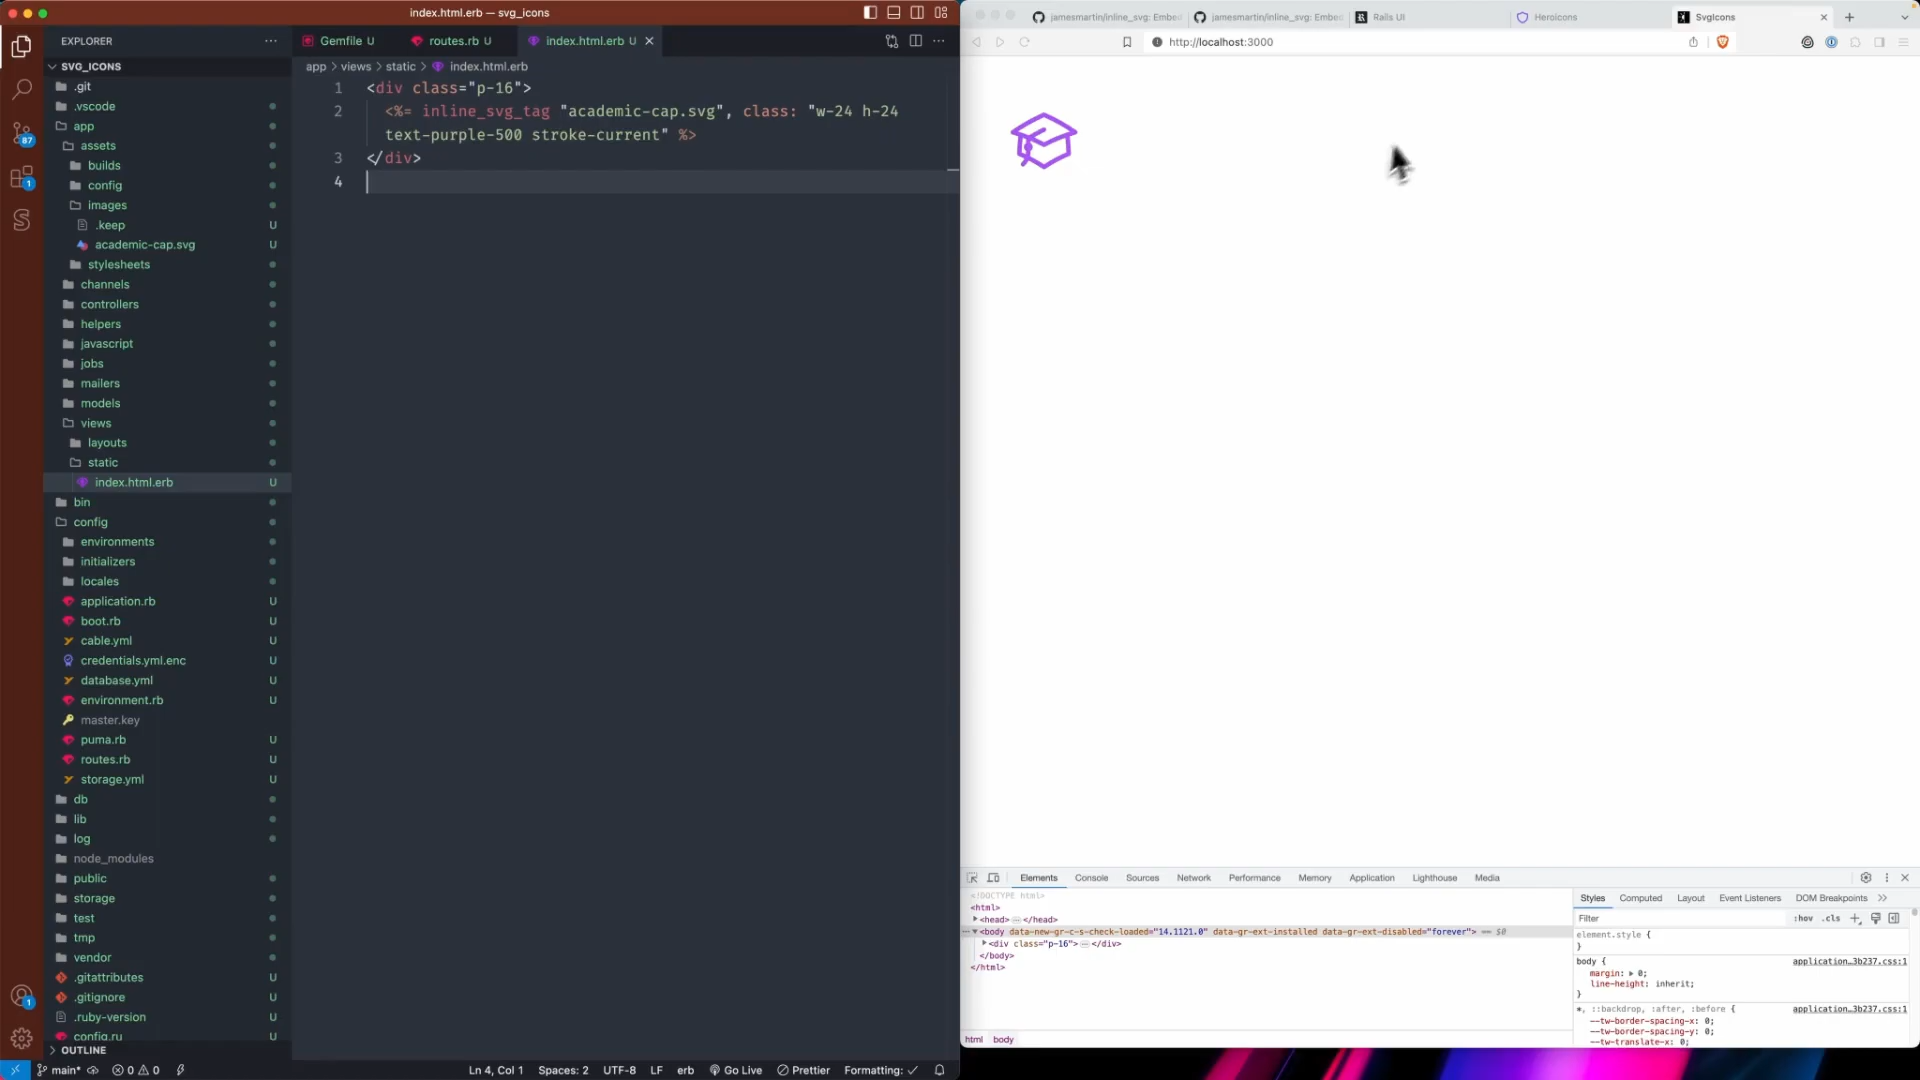 index.html.erb — svg_icons
EXPLORER
SVG_ICONS
.git
.vscode
app
assets
builds
config
images
.keep U
academic-cap.svg U
stylesheets
channels
controllers
helpers
javascript
jobs
mailers
models
views
layouts
static
index.html.erb U
bin
config
environments
initializers
locales
application.rb U
boot.rb U
cable.yml U
credentials.yml.enc U
database.yml U
environment.rb U
master.key
puma.rb U
routes.rb U
storage.yml U
db
lib
log
node_modules
public
storage
test
tmp
vendor
.gitattributes U
.gitignore U
.ruby-version U
config.ru U
OUTLINE
87
1
1
Gemfile U routes.rb U index.html.erb U
app > views > static > index.html.erb
1 <div class="p-16">
2 <%= inline_svg_tag "academic-cap.svg", class: "w-24 h-24
text-purple-500 stroke-current" %>
3 </div>
4
main* 0 0 Ln 4, Col 1 Spaces: 2 UTF-8 LF erb Go Live Prettier Formatting:
jamesmartin/inline_svg: Embe jamesmartin/inline_svg: Embe Rails UI Heroicons SvgIcons
http://localhost:3000
Elements Console Sources Network Performance Memory Application Lighthouse Media
<!DOCTYPE html>
<html>
<head> </head>
<body data-new-gr-c-s-check-loaded="14.1121.0" data-gr-ext-installed data-gr-ext-disabled="forever"> == $0
<div class="p-16"> </div>
</body>
</html>
html body
Styles Computed Layout Event Listeners DOM Breakpoints
Filter :hov .cls
element.style {
}
body { application…3b237.css:1
margin: 0;
line-height: inherit;
}
*, ::backdrop, :after, :before { application…3b237.css:1
--tw-border-spacing-x: 0;
--tw-border-spacing-y: 0;
--tw-translate-x: 0;